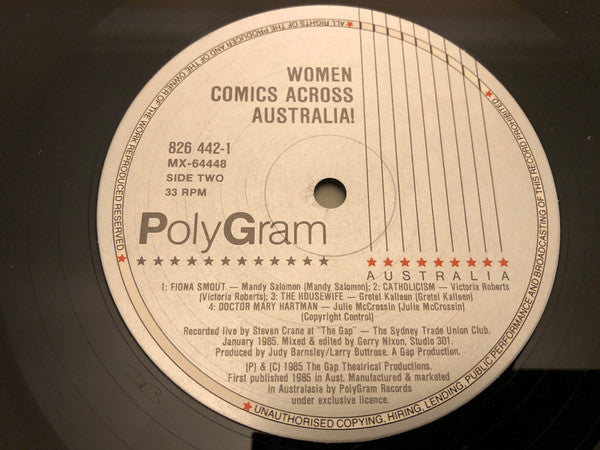 WOMEN
COMICS ACROSS
AUSTRALIA!
826 442-1
MX-64448
SIDE TWO
33 RPM
PolyGram
AUSTRALIA
1: FIONA SMOUT — Mandy Salomon (Mandy Salomon); 2: CATHOLICISM — Victoria Roberts
(Victoria Roberts); 3: THE HOUSEWIFE — Gretel Kalleen (Gretel Kalleen)
4: DOCTOR MARY HARTMAN — Julie McCrossin (Julie McCrossin)
(Copyright Control)
Recorded live by Steven Crane at "The Gap" — The Sydney Trade Union Club,
January 1985. Mixed & edited by Gerry Nixon, Studio 301.
Produced by Judy Barnsley/Larry Buttrose. A Gap Production.
(P) & (C) 1985 The Gap Theatrical Productions.
First published 1985 in Aust. Manufactured & marketed
in Australasia by PolyGram Records
under exclusive licence.
ALL RIGHTS OF THE PRODUCER AND OF THE OWNER OF THE WORK REPRODUCED RESERVED.
UNAUTHORISED COPYING, HIRING, LENDING, PUBLIC PERFORMANCE AND BROADCASTING OF THIS RECORD PROHIBITED